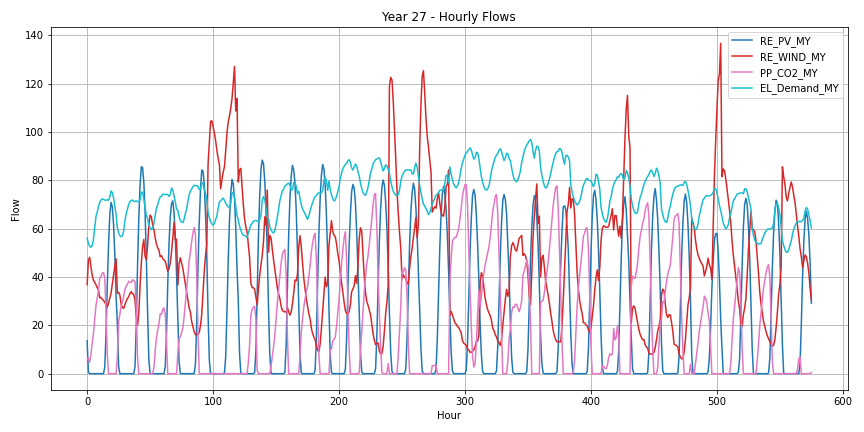 Year 27 - Hourly Flows
140
120
100
80
60
40
20
0
Flow
RE_PV_MY
RE_WIND_MY
PP_CO2_MY
EL_Demand_MY
0 100 200 300 400 500 600
Hour